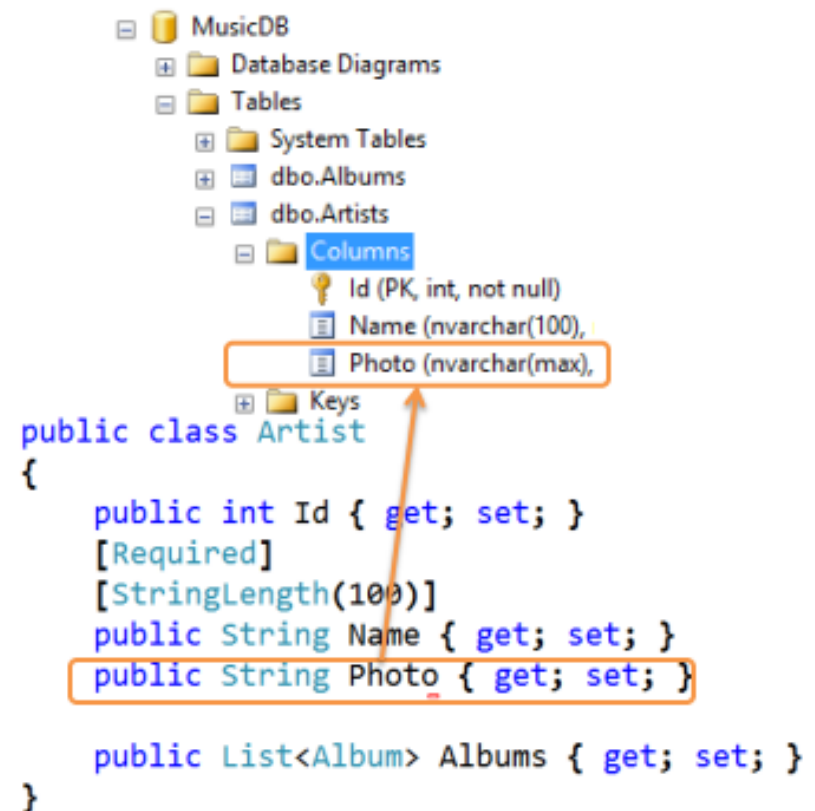 MusicDB
Database Diagrams
Tables
System Tables
dbo.Albums
dbo.Artists
Columns
Id (PK, int, not null)
Name (nvarchar(100),
Photo (nvarchar(max),
Keys
public class Artist
{
public int Id { get; set; }
[Required]
[StringLength(100)]
public String Name { get; set; }
public String Photo { get; set; }
public List<Album> Albums { get; set; }
}